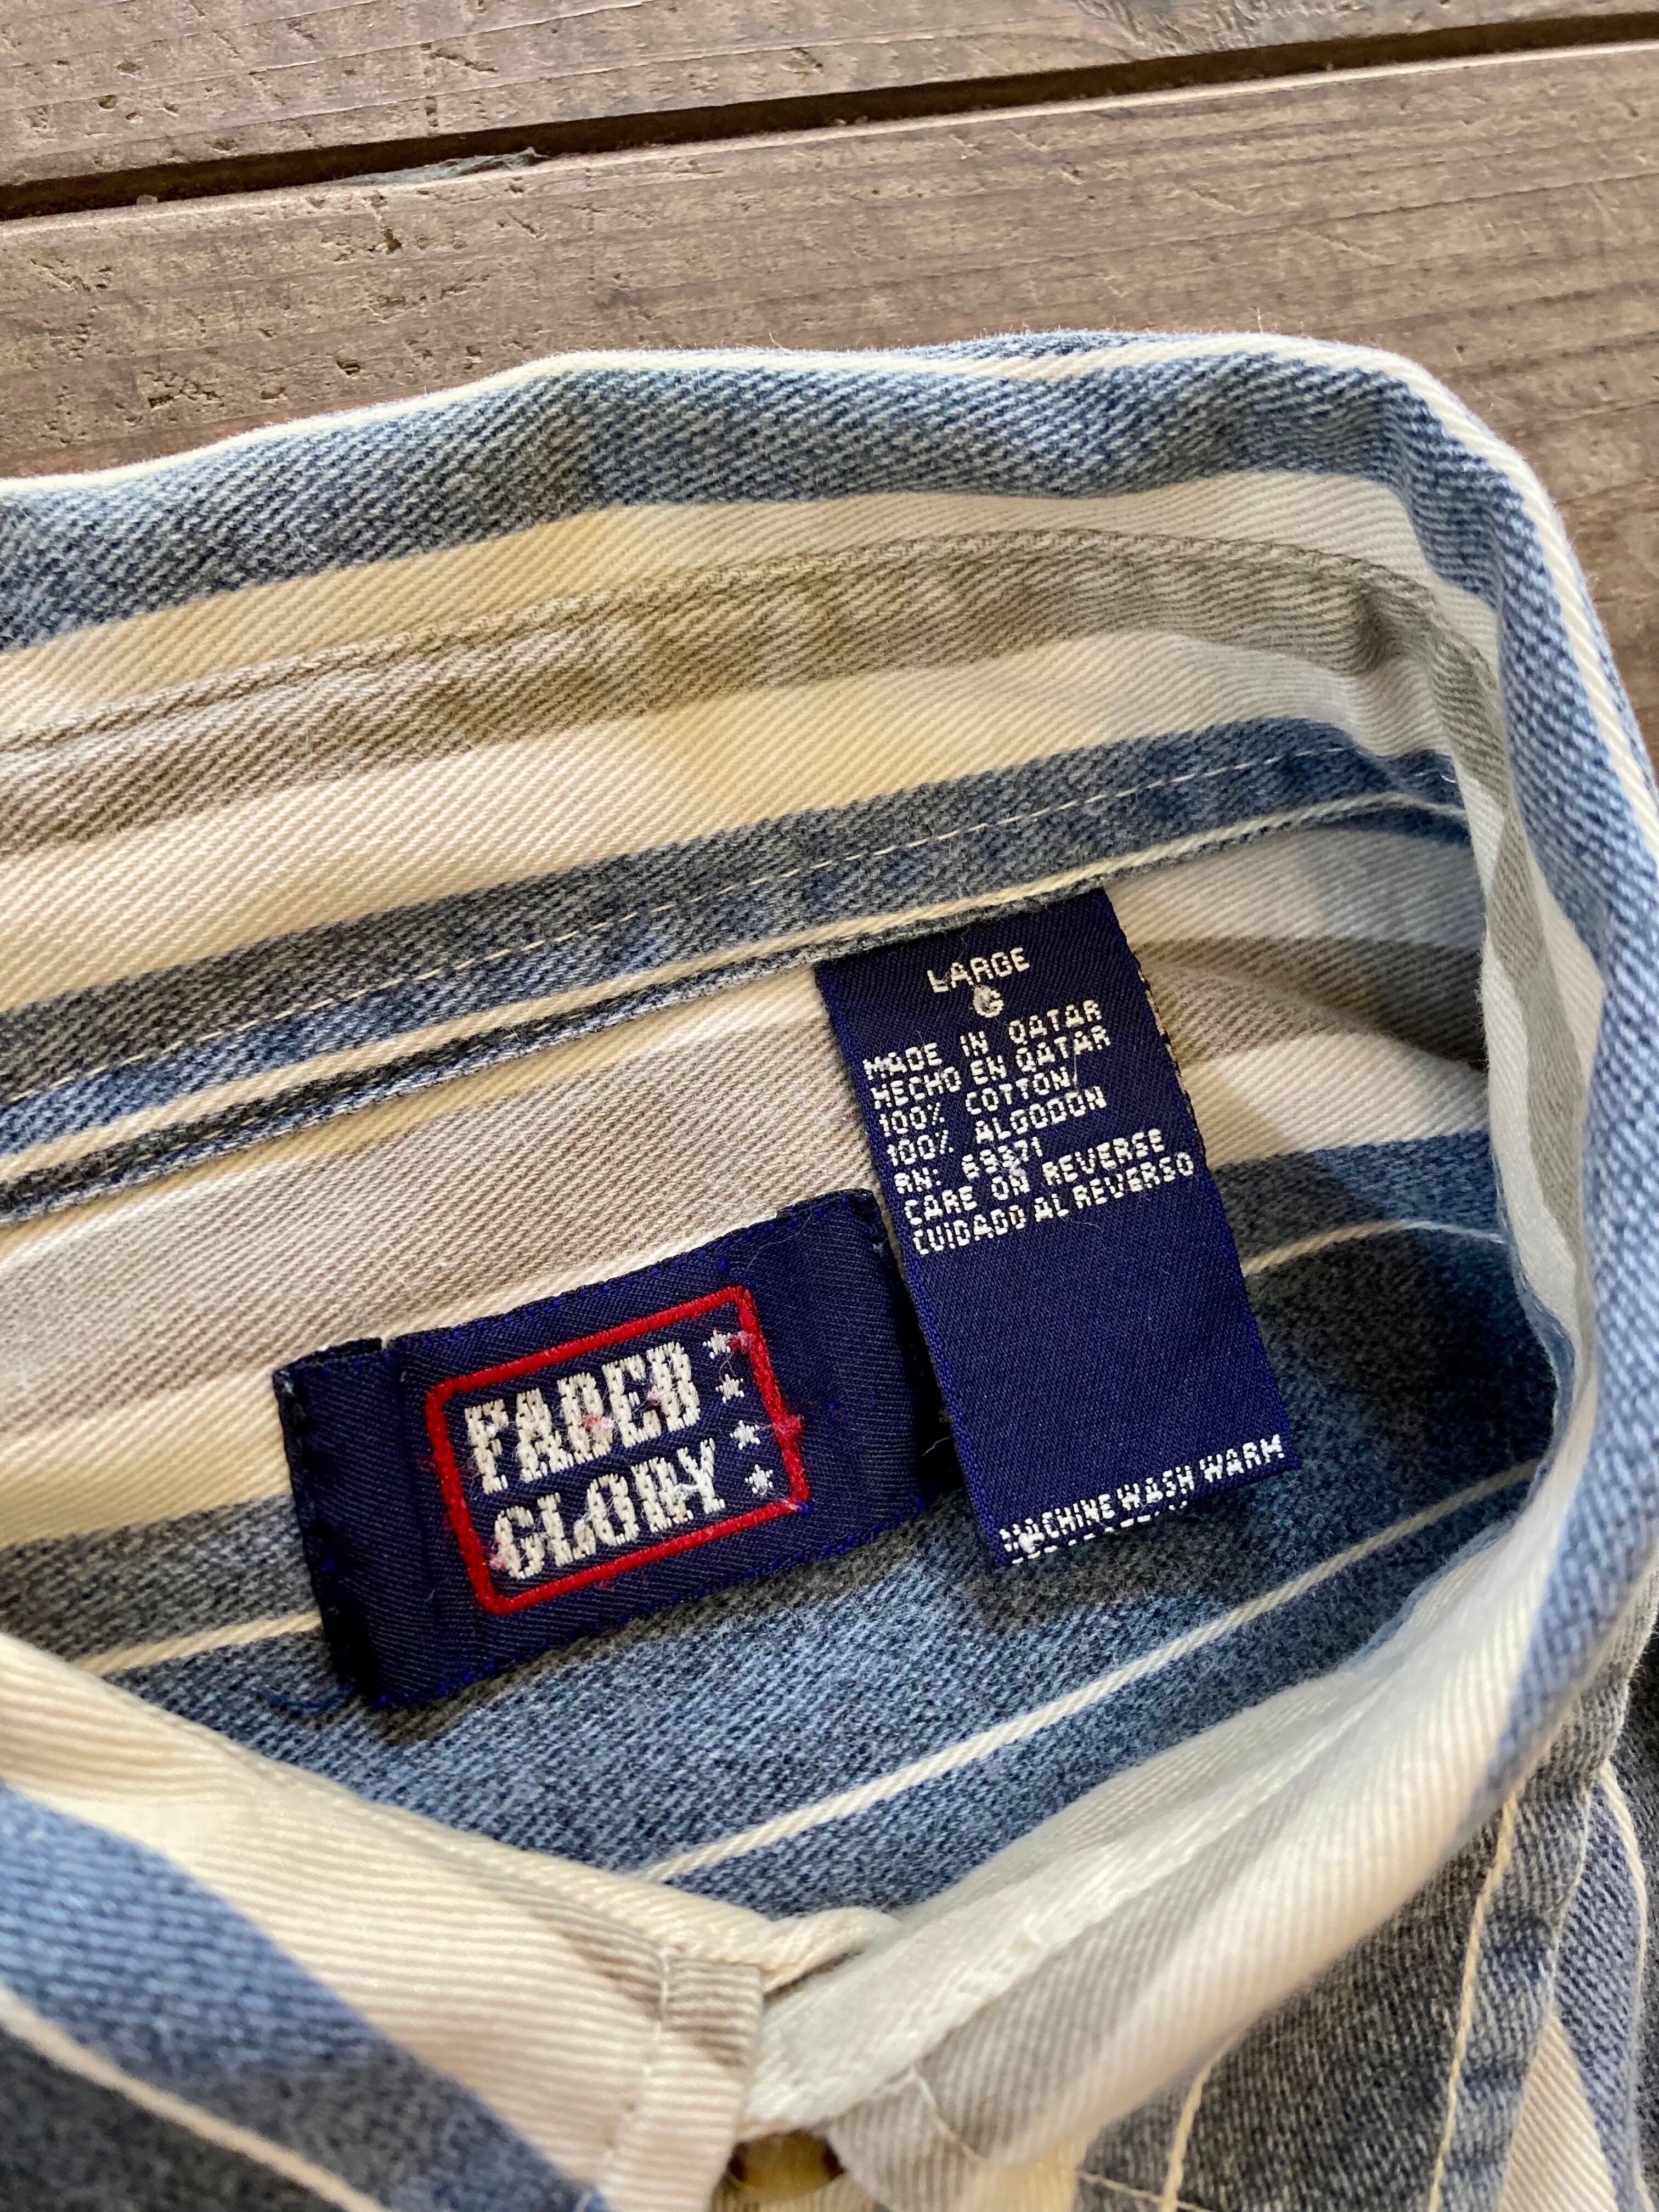 LARGE
G
MADE IN QATAR
HECHO EN QATAR
100% COTTON/
100% ALGODON
RN:
CARE ON REVERSE
CUIDADO AL REVERSO
FADED
GLORY
MACHINE WASH WARM